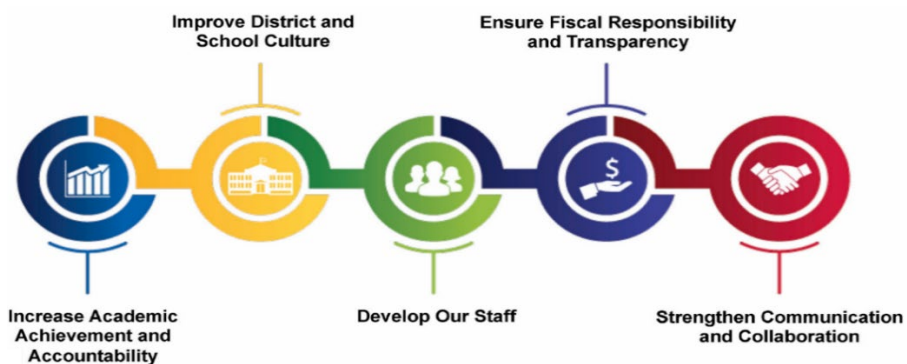 Improve District and
School Culture
Ensure Fiscal Responsibility
and Transparency
$
Increase Academic
Achievement and
Accountability
Develop Our Staff
Strengthen Communication
and Collaboration